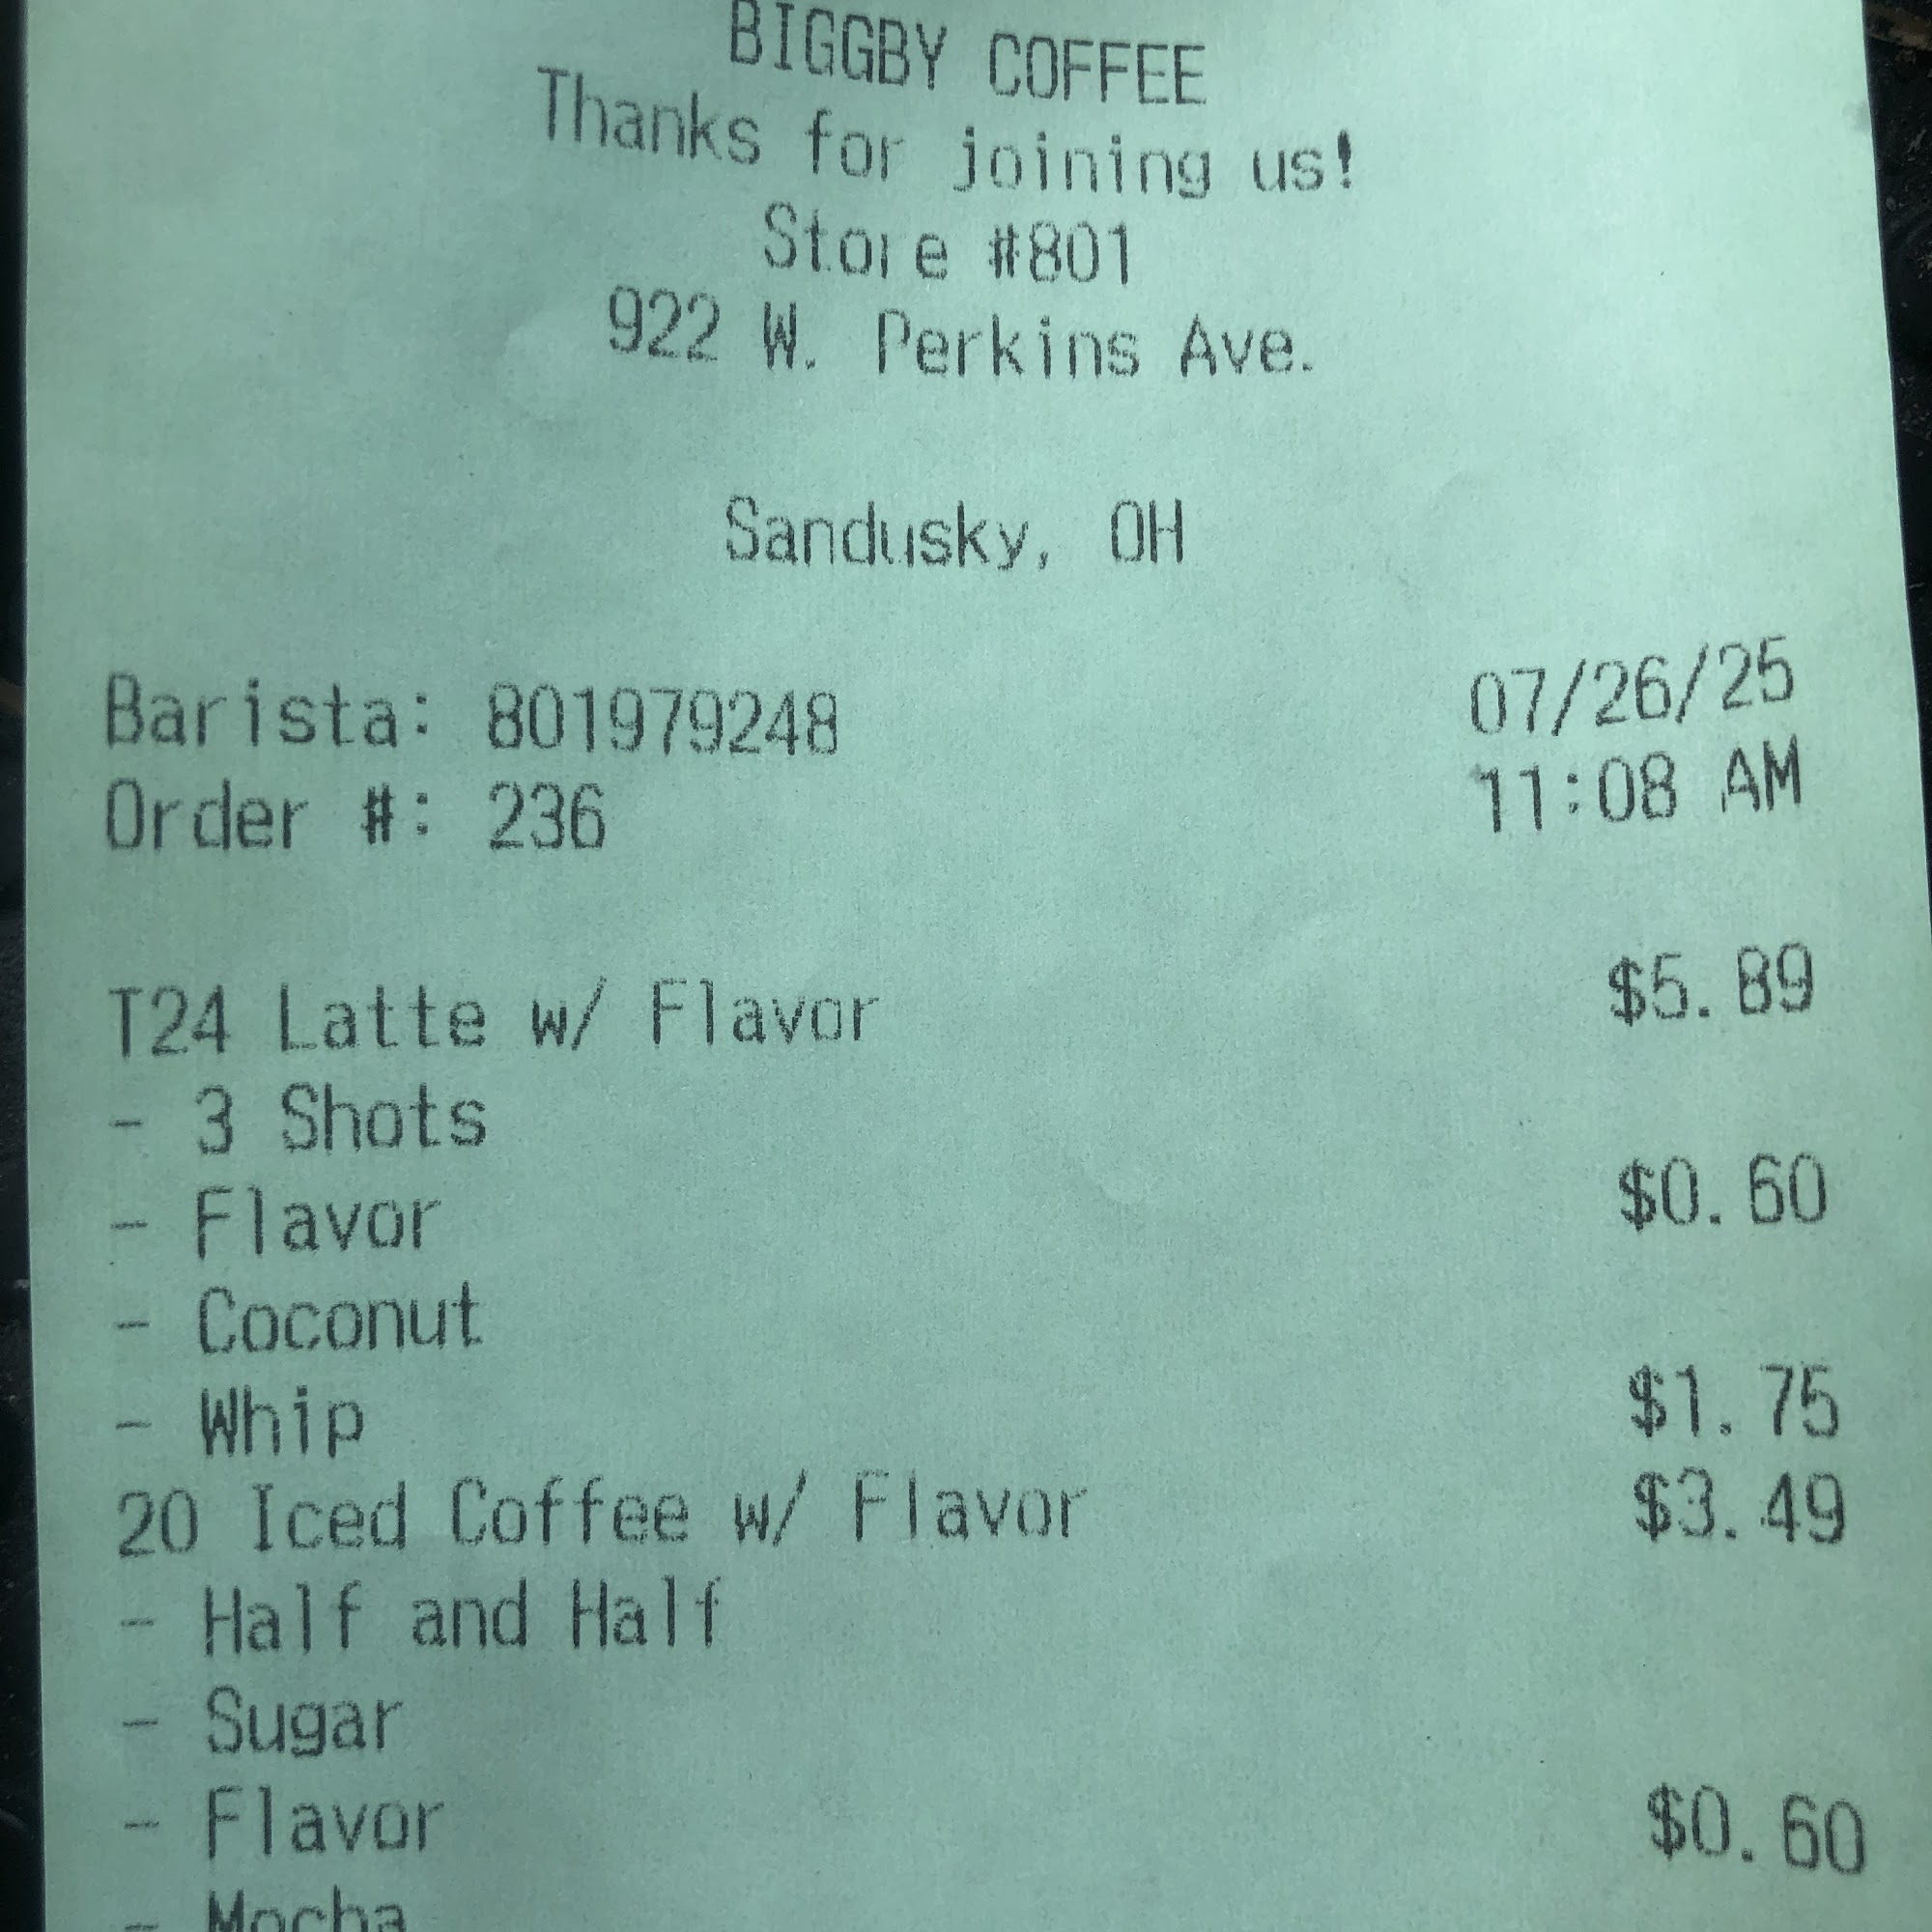 BIGGBY COFFEE
Thanks for joining us!
Store #801
922 W. Perkins Ave.
Sandusky, OH
Barista: 801979248 07/26/25
Order #: 236 11:08 AM
T24 Latte w/ Flavor $5.89
- 3 Shots
- Flavor $0.60
- Coconut
- Whip $1.75
20 Iced Coffee w/ Flavor $3.49
- Half and Half
- Sugar
- Flavor $0.60
- Mocha